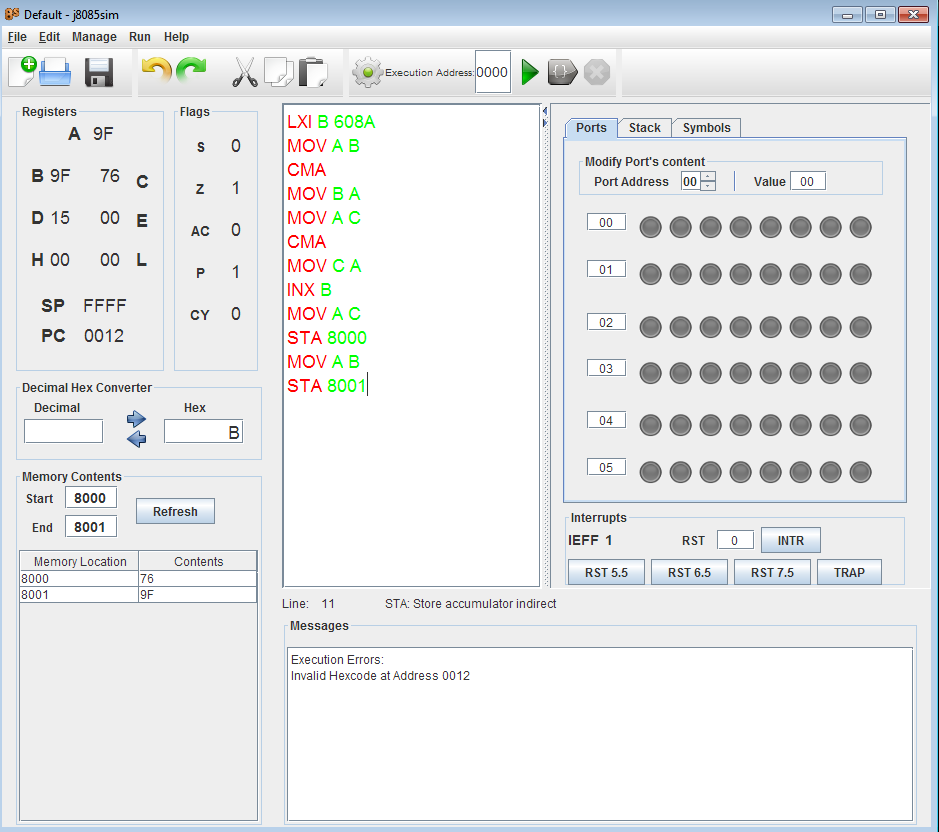 Default - j8085sim
File Edit Manage Run Help
Execution Address: 0000
Registers
A 9F
B 9F 76 C
D 15 00 E
H 00 00 L
SP FFFF
PC 0012
Flags
S 0
Z 1
AC 0
P 1
CY 0
Decimal Hex Converter
Decimal Hex
B
Memory Contents
Start 8000
End 8001
Refresh
Memory Location Contents
8000 76
8001 9F
LXI B 608A
MOV A B
CMA
MOV B A
MOV A C
CMA
MOV C A
INX B
MOV A C
STA 8000
MOV A B
STA 8001
Line: 11 STA: Store accumulator indirect
Messages
Execution Errors:
Invalid Hexcode at Address 0012
Ports Stack Symbols
Modify Port's content
Port Address 00 Value 00
00
01
02
03
04
05
Interrupts
IEFF 1 RST 0 INTR
RST 5.5 RST 6.5 RST 7.5 TRAP